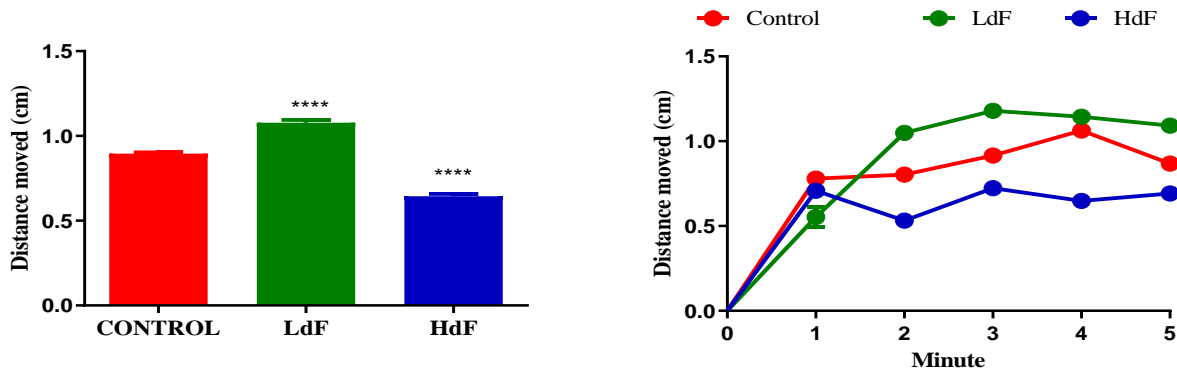 Distance moved (cm)
1.5
1.0
0.5
0.0
****
****
CONTROL LdF HdF
Control LdF HdF
Distance moved (cm)
1.5
1.0
0.5
0.0
0 1 2 3 4 5
Minute